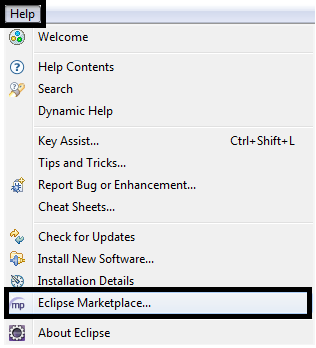 Help
Welcome
Help Contents
Search
Dynamic Help
Key Assist... Ctrl+Shift+L
Tips and Tricks...
Report Bug or Enhancement...
Cheat Sheets...
Check for Updates
Install New Software...
Installation Details
mp Eclipse Marketplace...
About Eclipse